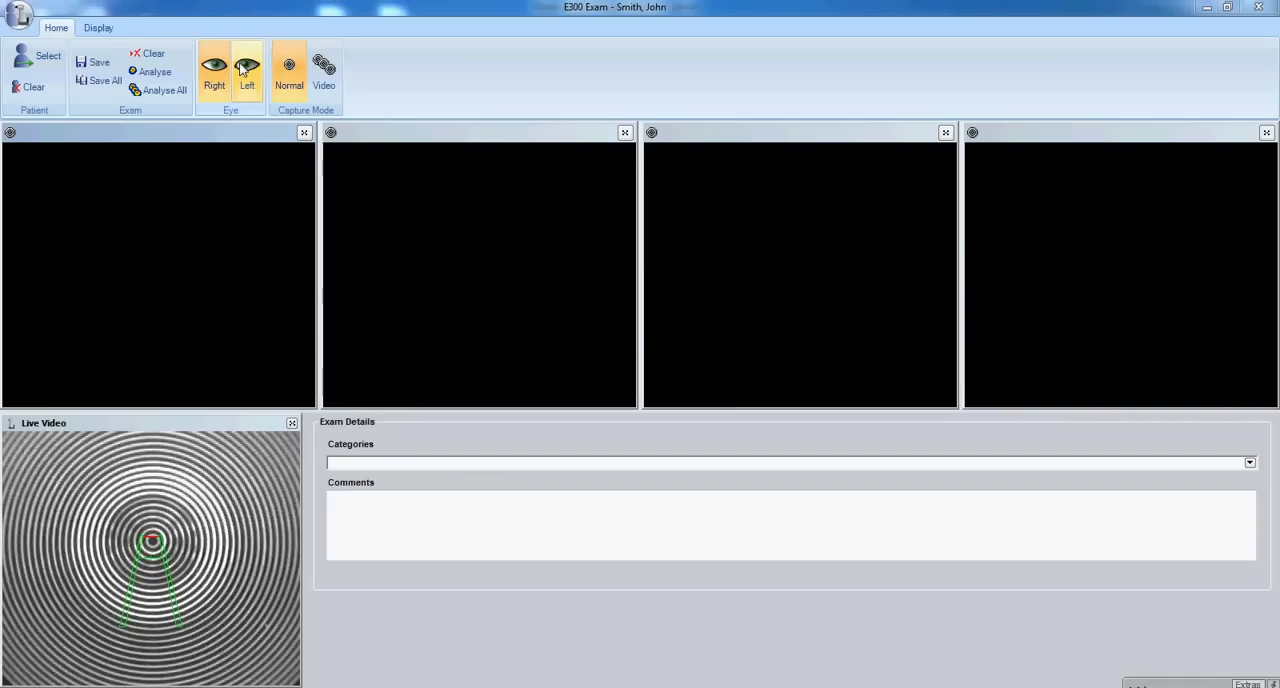 E300 Exam - Smith, John
Home
Display
Select
Clear
Patient
Save
Save All
Clear
Analyse
Analyse All
Exam
Right
Left
Eye
Normal
Video
Capture Mode
Live Video
Exam Details
Categories
Comments
Extras